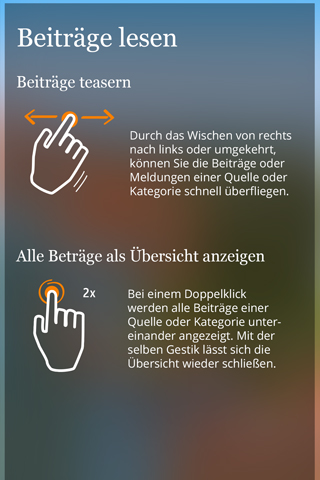 Beiträge lesen
Beiträge teasern
Durch das Wischen von rechts
nach links oder umgekehrt,
können Sie die Beiträge oder
Meldungen einer Quelle oder
Kategorie schnell überfliegen.
Alle Beträge als Übersicht anzeigen
2x
Bei einem Doppelklick
werden alle Beiträge einer
Quelle oder Kategorie unter-
einander angezeigt. Mit der
selben Gestik lässt sich die
Übersicht wieder schließen.